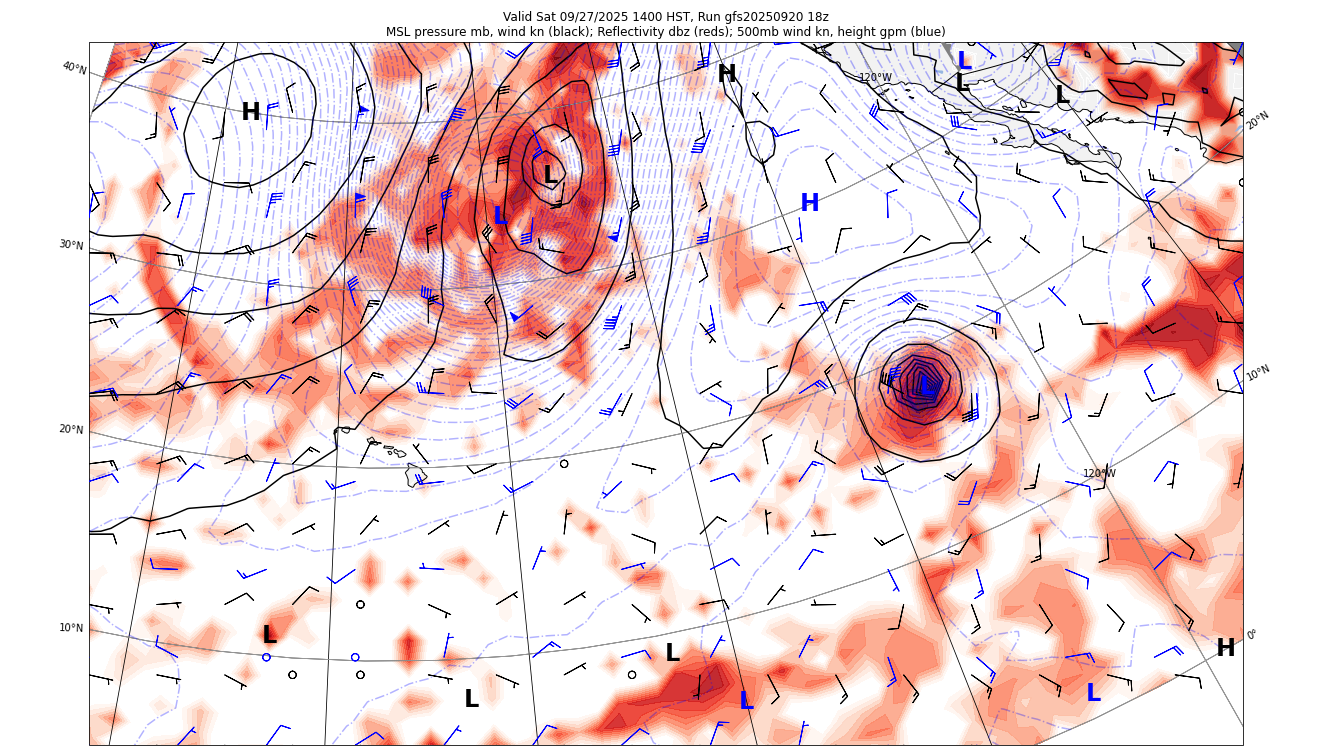 Valid Sat 09/27/2025 1400 HST, Run gfs20250920 18z
MSL pressure mb, wind kn (black); Reflectivity dbz (reds); 500mb wind kn, height gpm (blue)
40°N
H
H
L
120°W
L
L
20°N
H
L
L
H
30°N
10°N
L
20°N
120°W
10°N
L
L
0°
H
L
L
L